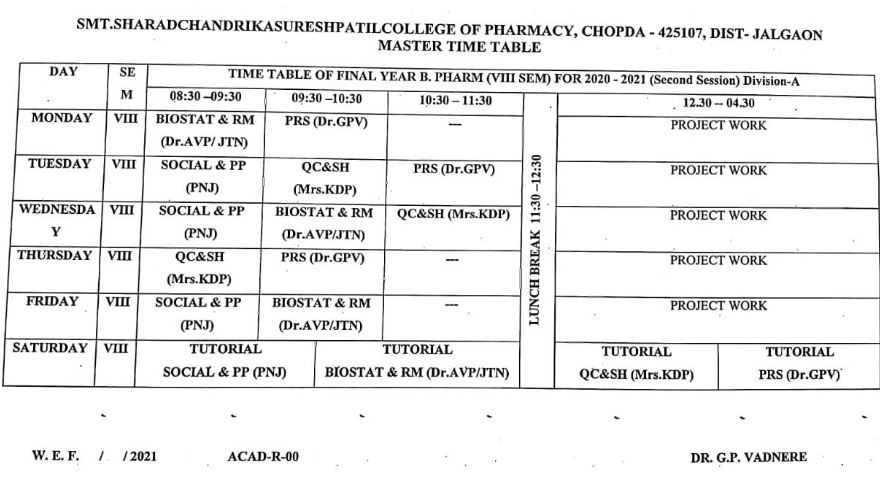 SMT.SHARADCHANDRIKASURESHPATILCOLLEGE OF PHARMACY, CHOPDA - 425107, DIST- JALGAON
MASTER TIME TABLE
DAY SE M TIME TABLE OF FINAL YEAR B. PHARM (VIII SEM) FOR 2020 - 2021 (Second Session) Division-A
08:30 –09:30 09:30 –10:30 10:30 – 11:30 LUNCH BREAK 11:30 –12:30 12.30 – 04.30
MONDAY VIII BIOSTAT & RM PRS (Dr.GPV) --- PROJECT WORK
(Dr.AVP/ JTN)
TUESDAY VIII SOCIAL & PP QC&SH PRS (Dr.GPV) PROJECT WORK
(PNJ) (Mrs.KDP)
WEDNESDA VIII SOCIAL & PP BIOSTAT & RM QC&SH (Mrs.KDP) PROJECT WORK
Y (PNJ) (Dr.AVP/JTN)
THURSDAY VIII QC&SH PRS (Dr.GPV) --- PROJECT WORK
(Mrs.KDP)
FRIDAY VIII SOCIAL & PP BIOSTAT & RM --- PROJECT WORK
(PNJ) (Dr.AVP/JTN)
SATURDAY VIII TUTORIAL TUTORIAL TUTORIAL TUTORIAL
SOCIAL & PP (PNJ) BIOSTAT & RM (Dr.AVP/JTN) QC&SH (Mrs.KDP) PRS (Dr.GPV)
W. E. F. / / 2021 ACAD-R-00 DR. G.P. VADNERE